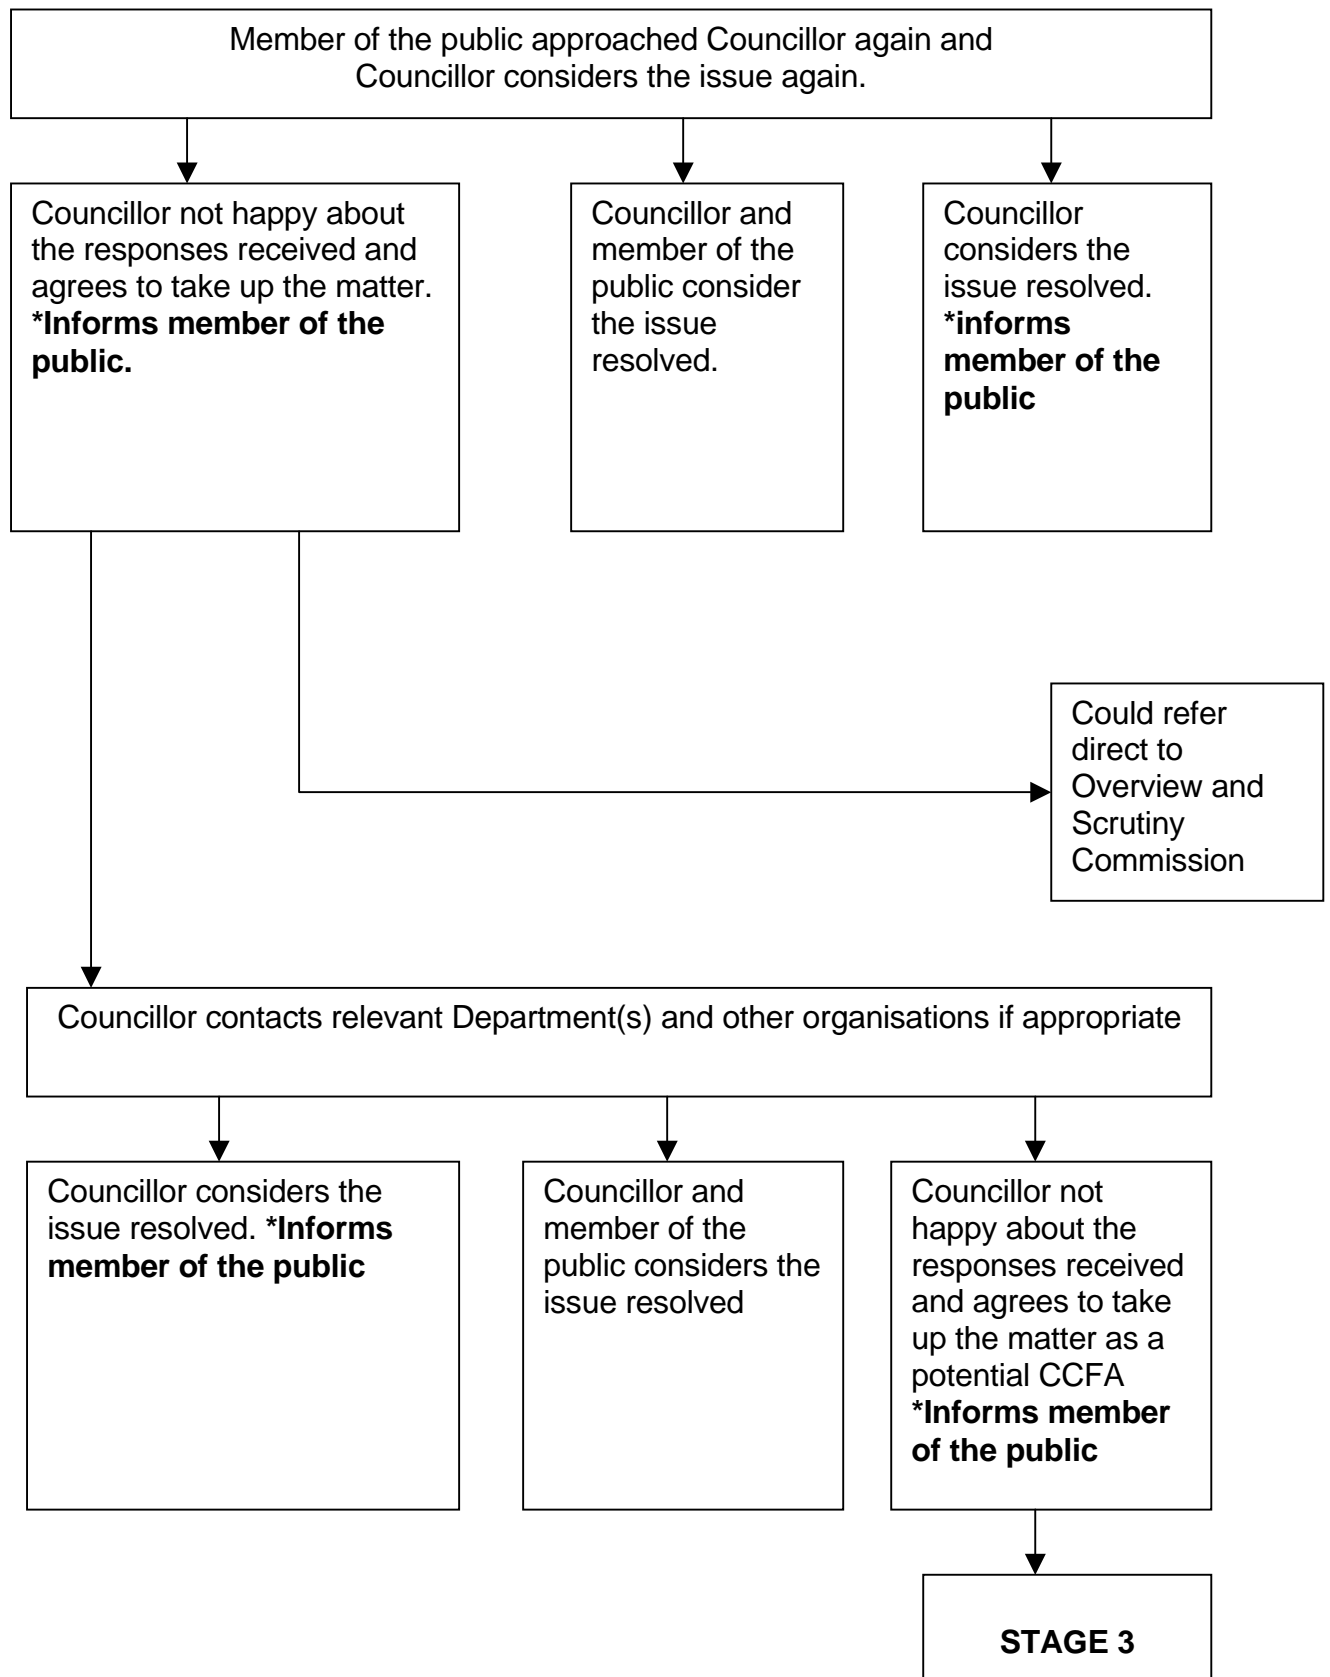 Member of the public approached Councillor again and
Councillor considers the issue again.
Councillor not happy about
the responses received and
agrees to take up the matter.
*Informs member of the
public.
Councillor and
member of the
public consider
the issue
resolved.
Councillor
considers the
issue resolved.
*informs
member of the
public
Could refer
direct to
Overview and
Scrutiny
Commission
Councillor contacts relevant Department(s) and other organisations if appropriate
Councillor considers the
issue resolved. *Informs
member of the public
Councillor and
member of the
public considers the
issue resolved
Councillor not
happy about the
responses received
and agrees to take
up the matter as a
potential CCFA
*Informs member
of the public
STAGE 3